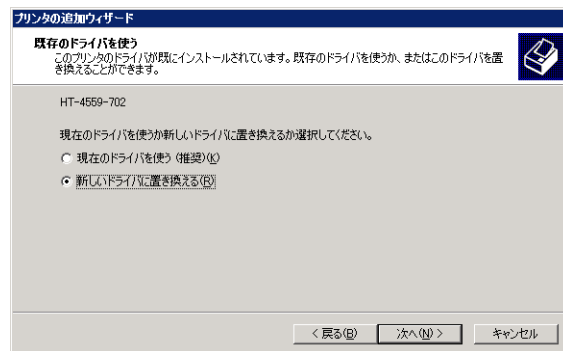 プリンタの追加ウィザード
既存のドライバを使う
このプリンタのドライバが既にインストールされています。既存のドライバを使うか、またはこのドライバを置
き換えることができます。
HT-4559-702
現在のドライバを使うか新しいドライバに置き換えるか選択してください。
現在のドライバを使う (推奨)(K)
新しいドライバに置き換える(R)
< 戻る(B)
次へ(N) >
キャンセル